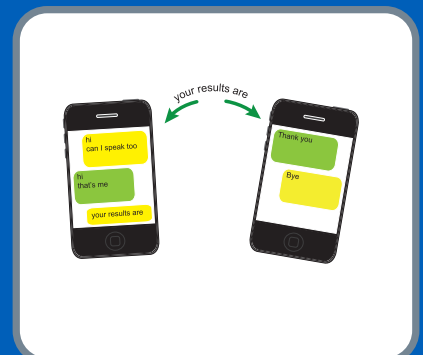 your results are
hi
can I speak too
hi
that's me
your results are
Thank you
Bye